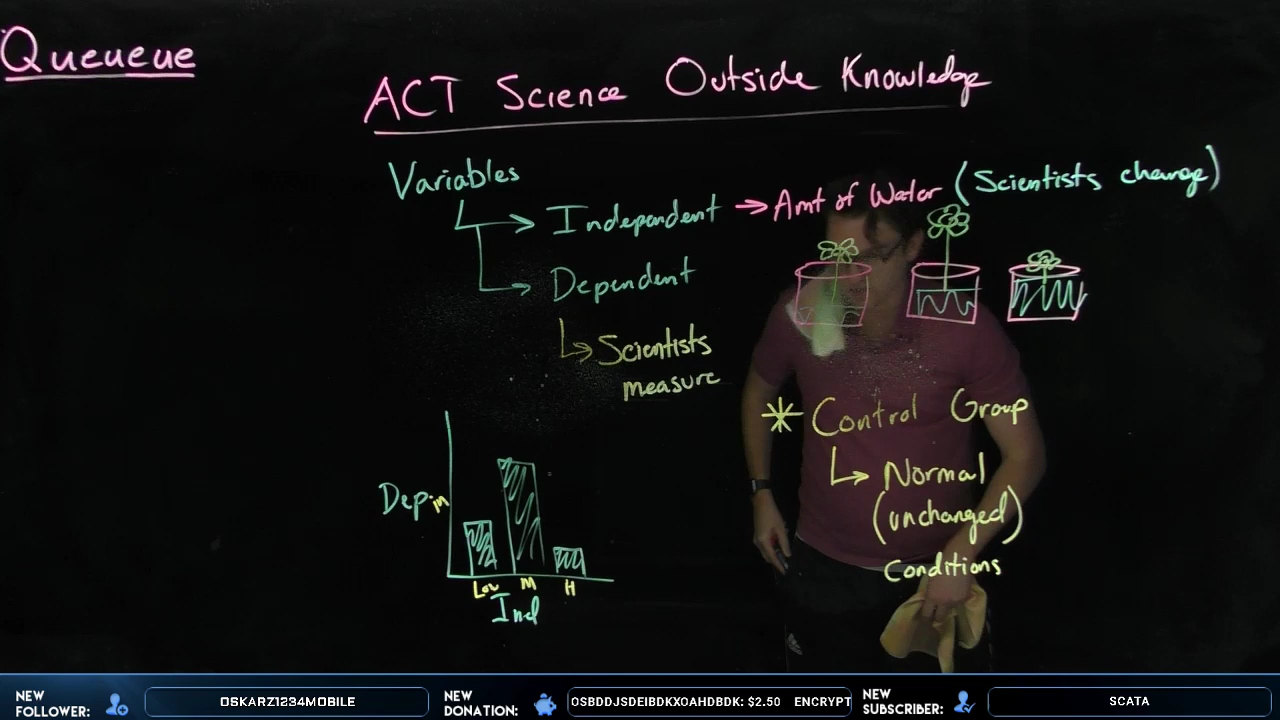 Queueue
ACT Science Outside Knowledge
Variables
Independent → Amt of Water (Scientists change)
Dependent
Scientists
measure
* Control Group
Normal
(unchanged)
Conditions
Dep. M
Low M H
Ind
NEW FOLLOWER: OSKARZ1234MOBILE
NEW DONATION: OSBDDJSDEIBDKXOAHDBDK: $2.50 ENCRYPT
NEW SUBSCRIBER: SCATA